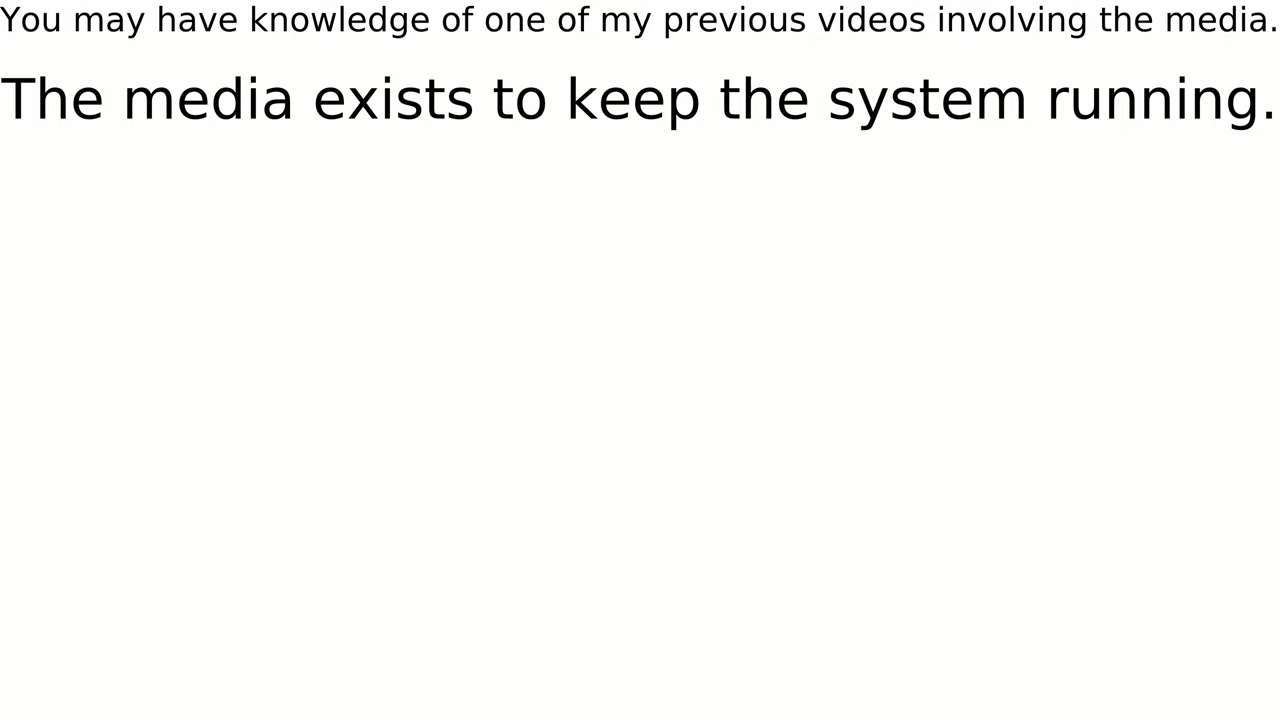 You may have knowledge of one of my previous videos involving the media.
The media exists to keep the system running.